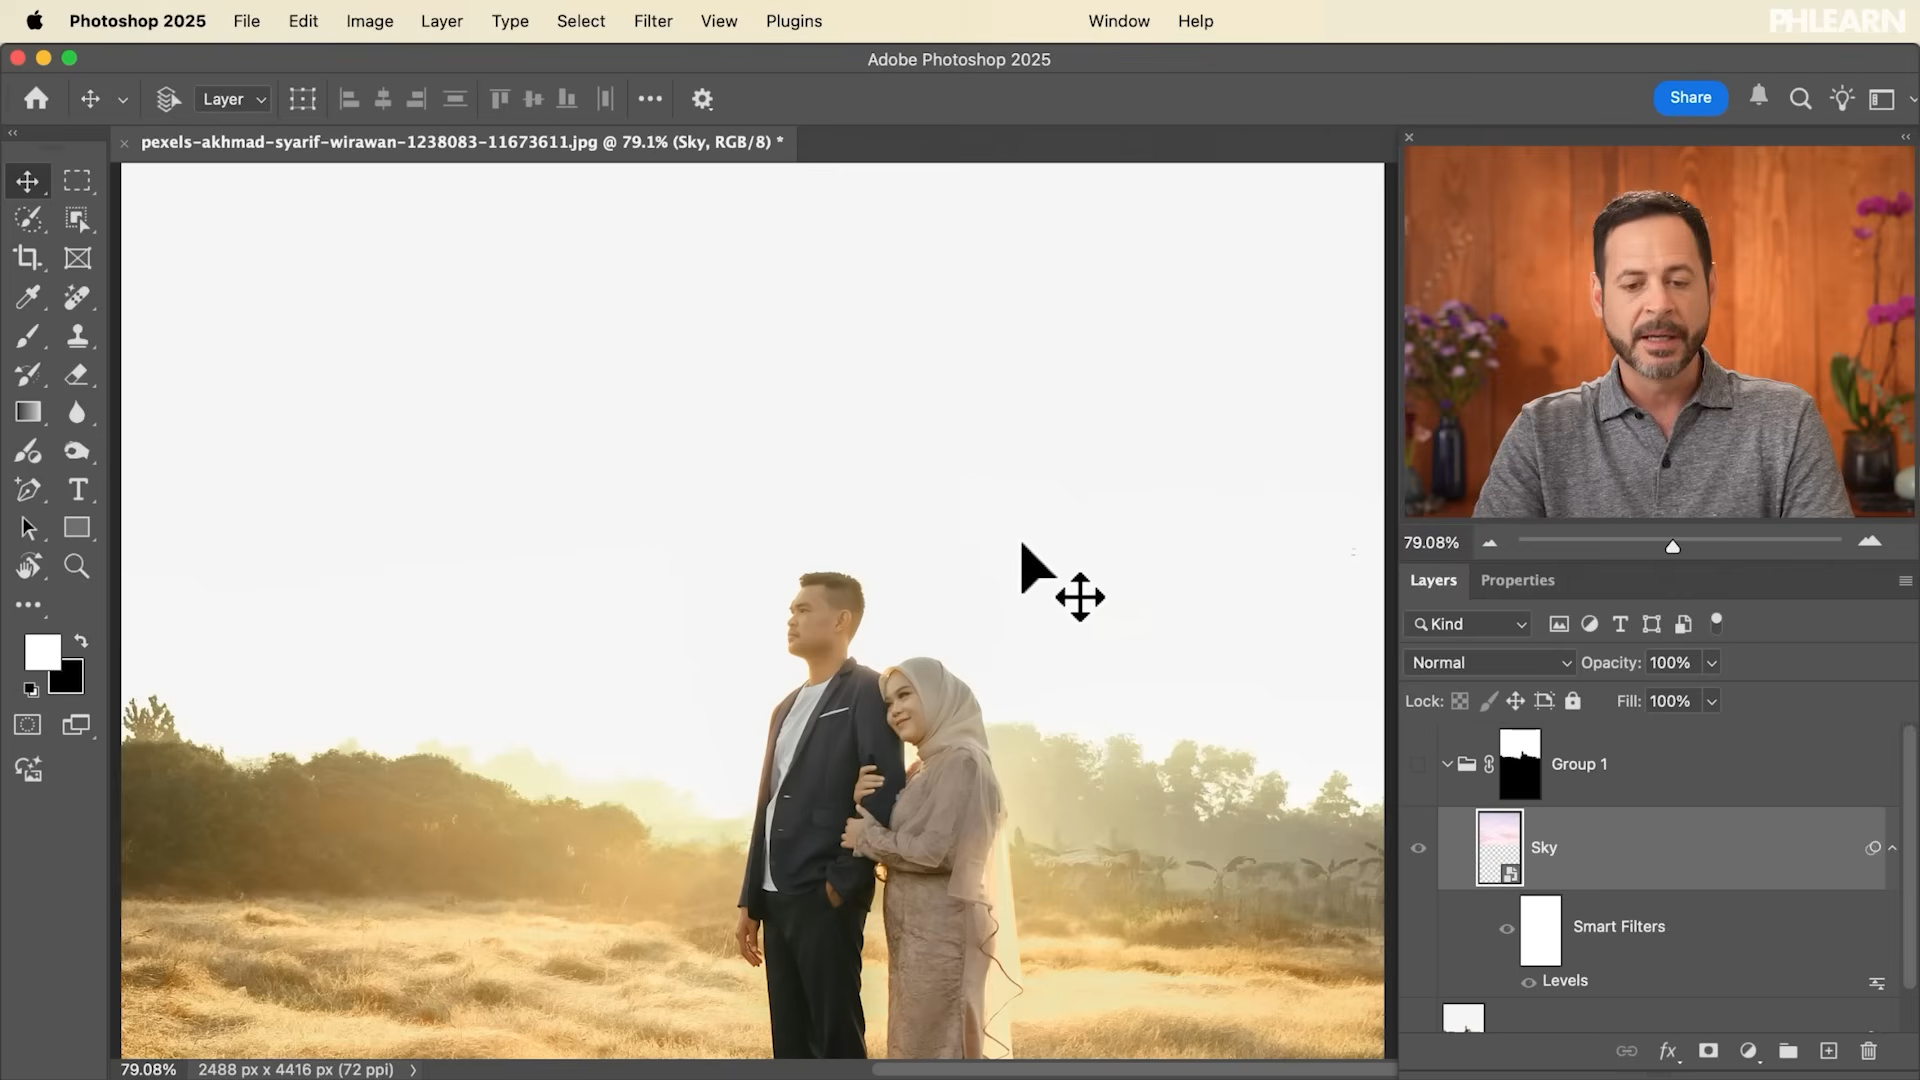 Photoshop 2025 File Edit Image Layer Type Select Filter View Plugins Window Help
PHLEARN
Adobe Photoshop 2025
Layer
Share
pexels-akhmad-syarif-wirawan-1238083-11673611.jpg @ 79.1% (Sky, RGB/8) *
79.08%
Layers Properties
Kind
Normal Opacity: 100%
Lock: Fill: 100%
Group 1
Sky
Smart Filters
Levels
79.08% 2488 px x 4416 px (72 ppi)